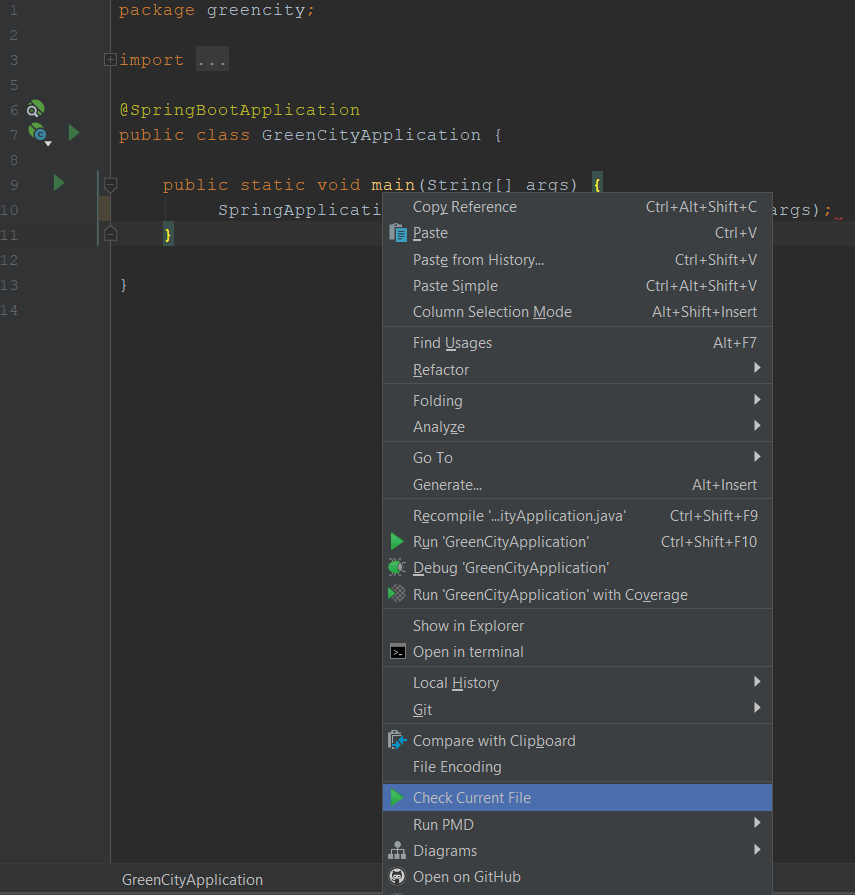 1 package greencity;
2
3 import ...
5
6 @SpringBootApplication
7 public class GreenCityApplication {
8
9 public static void main(String[] args) {
10 SpringApplicati args);
11 }
12
13 }
14
Copy Reference Ctrl+Alt+Shift+C
Paste Ctrl+V
Paste from History... Ctrl+Shift+V
Paste Simple Ctrl+Alt+Shift+V
Column Selection Mode Alt+Shift+Insert
Find Usages Alt+F7
Refactor
Folding
Analyze
Go To
Generate... Alt+Insert
Recompile '...ityApplication.java' Ctrl+Shift+F9
Run 'GreenCityApplication' Ctrl+Shift+F10
Debug 'GreenCityApplication'
Run 'GreenCityApplication' with Coverage
Show in Explorer
Open in terminal
Local History
Git
Compare with Clipboard
File Encoding
Check Current File
Run PMD
Diagrams
Open on GitHub
GreenCityApplication